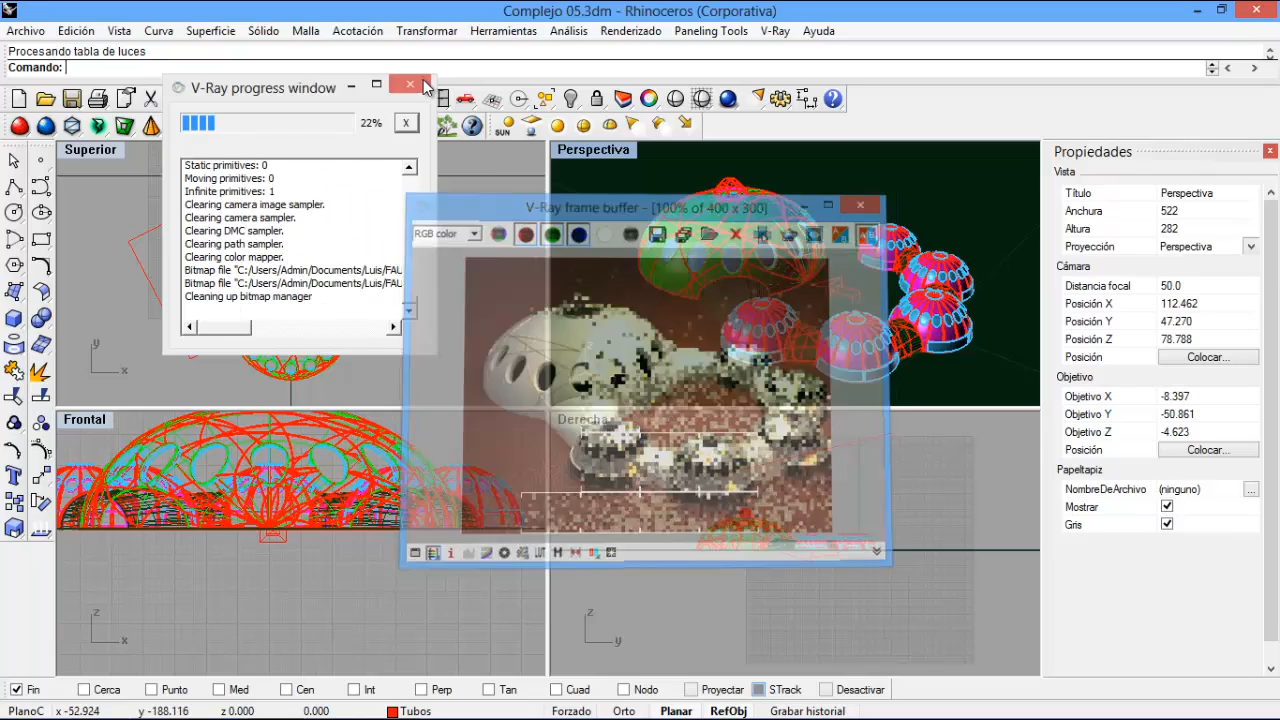 Complejo 05.3dm - Rhinoceros (Corporativa)
Archivo Edición Vista Curva Superficie Sólido Malla Acotación Transformar Herramientas Análisis Renderizado Paneling Tools V-Ray Ayuda
Procesando tabla de luces
Comando:
V-Ray progress window
22%
X
Static primitives: 0
Moving primitives: 0
Infinite primitives: 1
Clearing camera image sampler.
Clearing camera sampler.
Clearing DMC sampler.
Clearing path sampler.
Clearing color mapper.
Bitmap file "C:/Users/Admin/Documents/Luis/FAU
Bitmap file "C:/Users/Admin/Documents/Luis/FAU
Cleaning up bitmap manager
SUN
Superior
y
x
Perspectiva
V-Ray frame buffer - [100% of 400 x 300]
RGB color
Frontal
z
x
Derecha
z
y
Propiedades
Vista
Título Perspectiva
Anchura 522
Altura 282
Proyección Perspectiva
Cámara
Distancia focal 50.0
Posición X 112.462
Posición Y 47.270
Posición Z 78.788
Posición Colocar...
Objetivo
Objetivo X -8.397
Objetivo Y -50.861
Objetivo Z -4.623
Posición Colocar...
Papeltapiz
NombreDeArchivo (ninguno) ...
Mostrar
Gris
Fin Cerca Punto Med Cen Int Perp Tan Cuad Nodo Proyectar STrack Desactivar
PlanoC x -52.924 y -188.116 z 0.000 0.000 Tubos Forzado Orto Planar RefObj Grabar historial